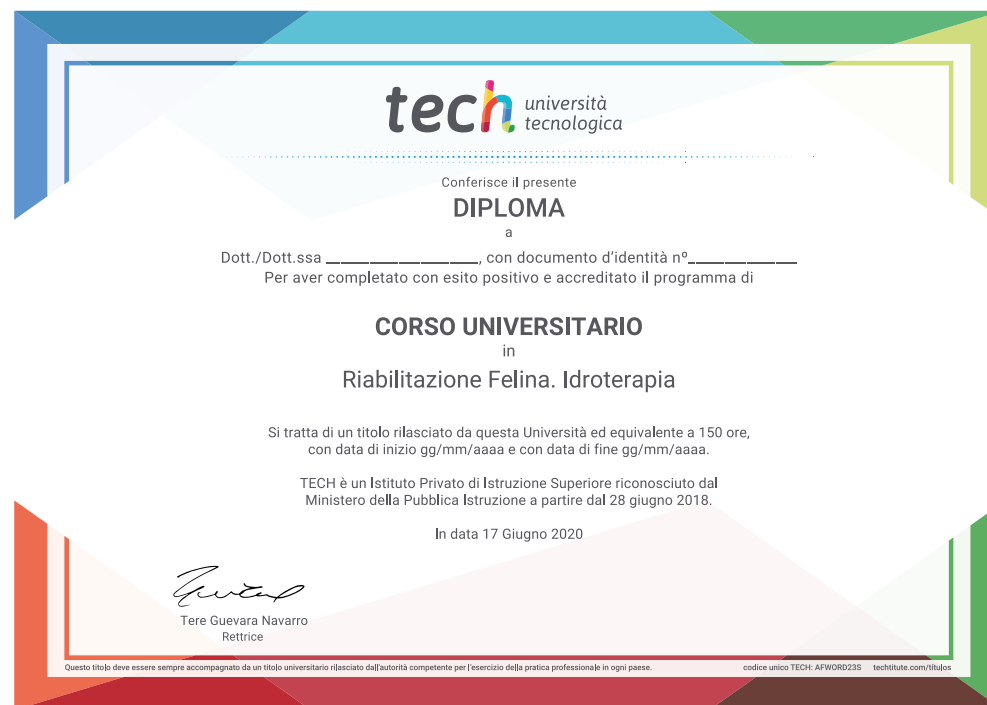 tech università
tecnologica
Conferisce il presente
DIPLOMA
a
Dott./Dott.ssa _________________, con documento d'identità nº____________
Per aver completato con esito positivo e accreditato il programma di
CORSO UNIVERSITARIO
in
Riabilitazione Felina. Idroterapia
Si tratta di un titolo rilasciato da questa Università ed equivalente a 150 ore,
con data di inizio gg/mm/aaaa e con data di fine gg/mm/aaaa.
TECH è un Istituto Privato di Istruzione Superiore riconosciuto dal
Ministero della Pubblica Istruzione a partire dal 28 giugno 2018.
In data 17 Giugno 2020
Tere Guevara Navarro
Rettrice
Questo titolo deve essere sempre accompagnato da un titolo universitario rilasciato dall'autorità competente per l'esercizio della pratica professionale in ogni paese.
codice unico TECH: AFWORD23S techtitute.com/títulos